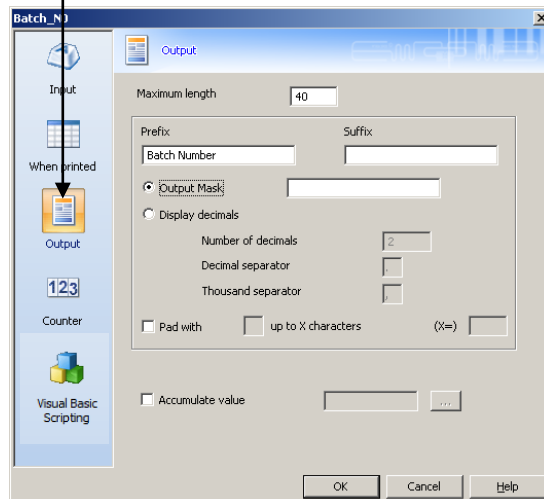 Batch_NO
Input
When printed
Output
123
Counter
Visual Basic
Scripting
Output
Maximum length 40
Prefix Suffix
Batch Number
Output Mask
Display decimals
Number of decimals 2
Decimal separator .
Thousand separator ,
Pad with up to X characters (X=)
Accumulate value ...
OK Cancel Help